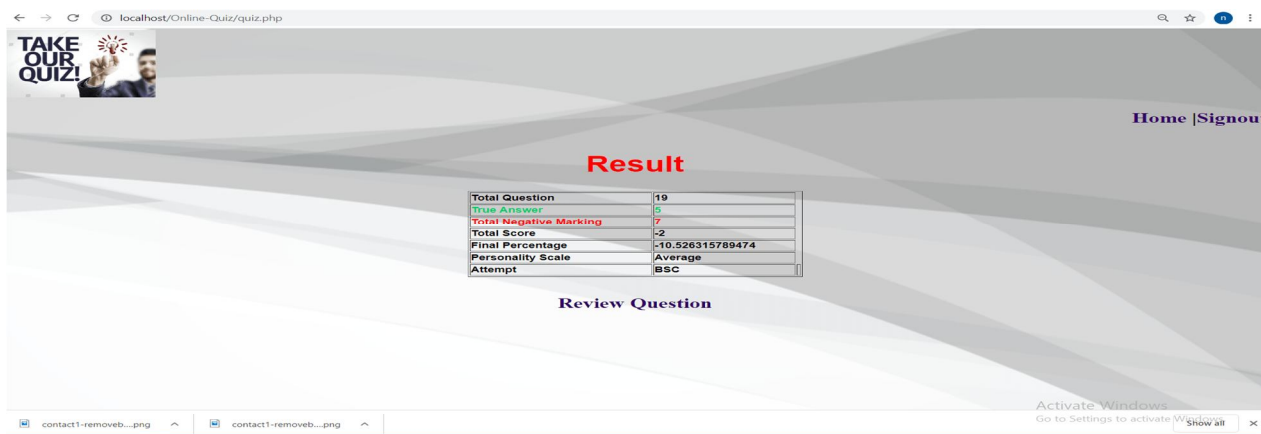 localhost/Online-Quiz/quiz.php
n
TAKE
OUR
QUIZ!
Home |Signou
Result
Total Question 19
True Answer 5
Total Negative Marking 7
Total Score -2
Final Percentage -10.526315789474
Personality Scale Average
Attempt BSC
Review Question
Activate Windows
Go to Settings to activate Windows.
contact1-removeb....png
contact1-removeb....png
Show all